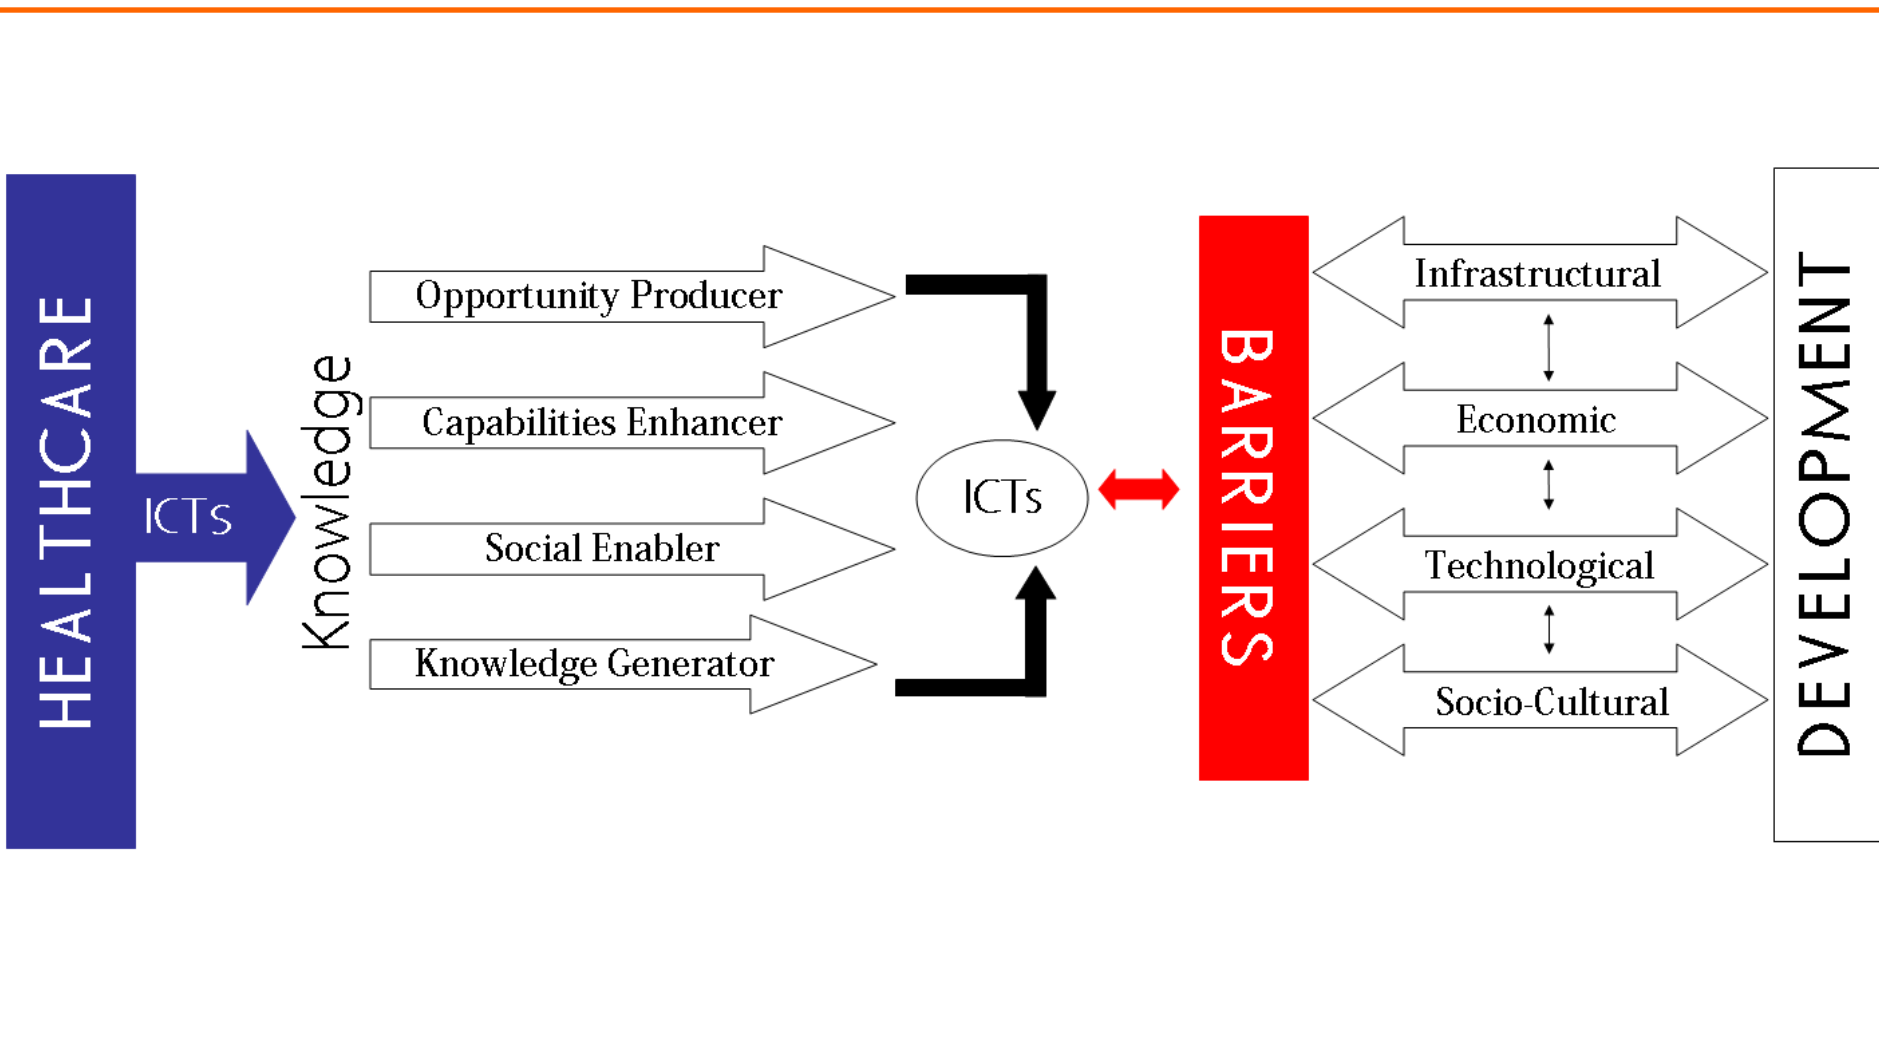 HEALTHCARE
ICTs
Knowledge
Opportunity Producer
Capabilities Enhancer
Social Enabler
Knowledge Generator
ICTs
BARRIERS
Infrastructural
Economic
Technological
Socio-Cultural
DEVELOPMENT